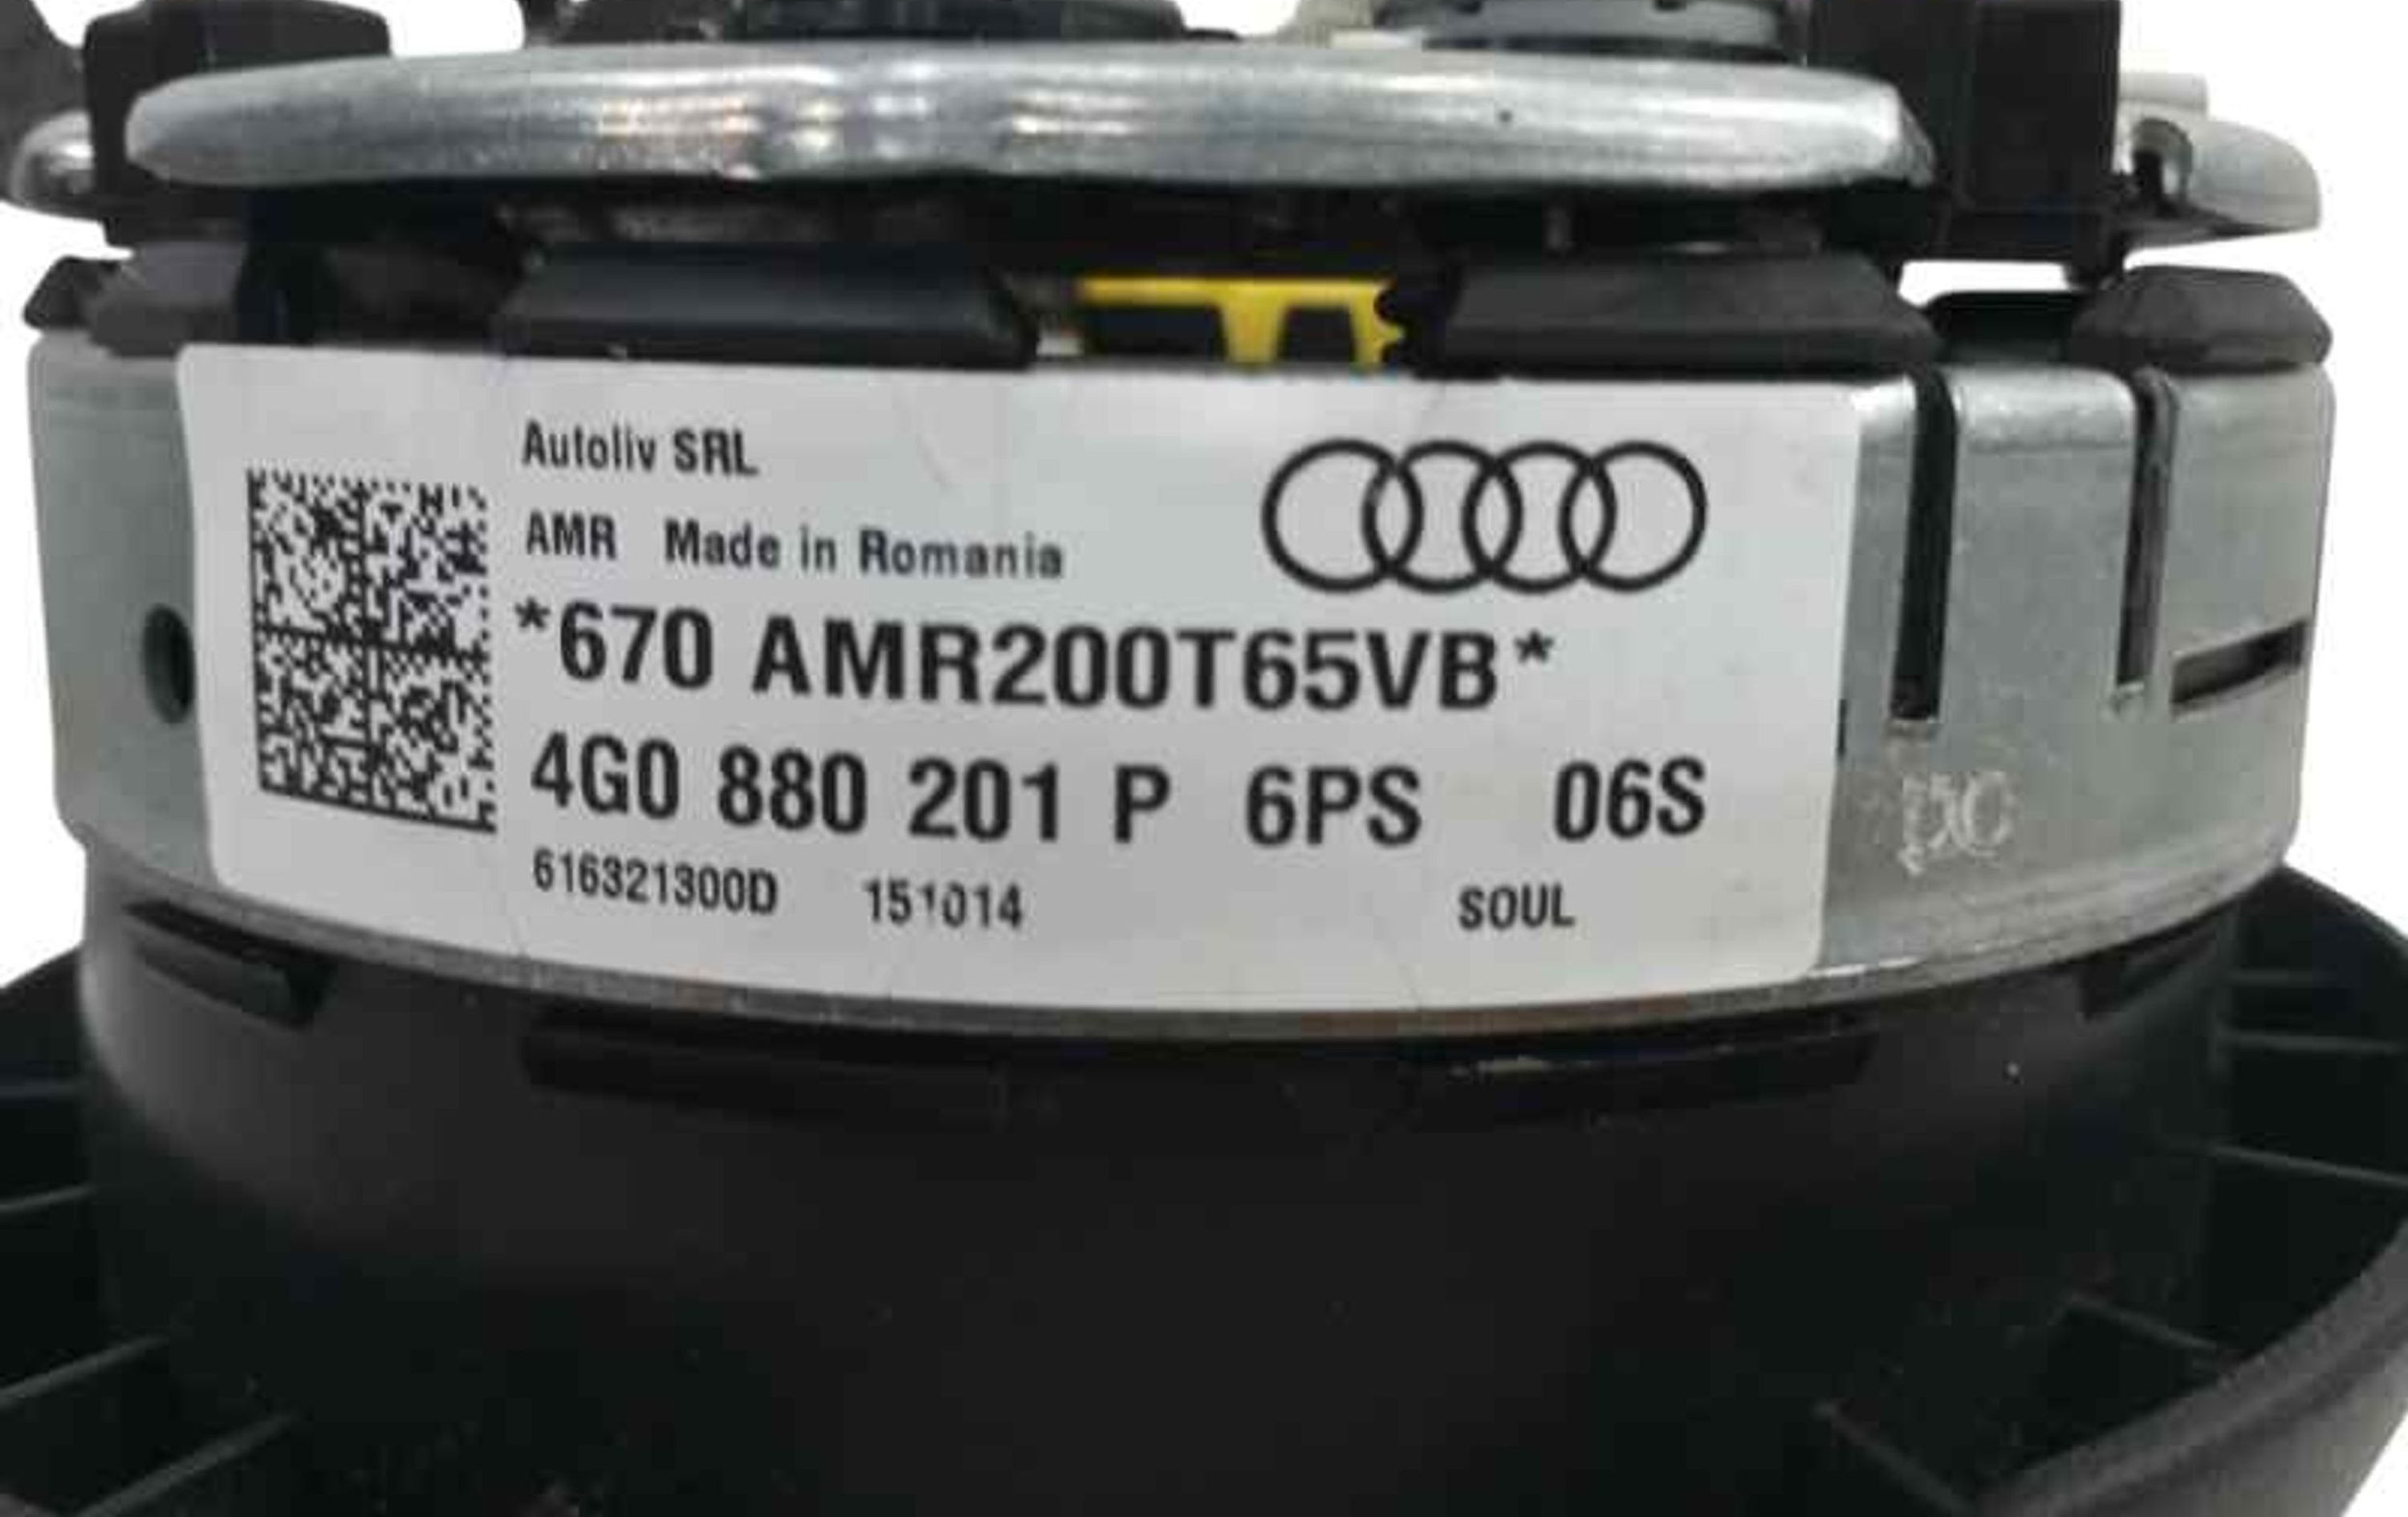 Autoliv SRL
AMR Made in Romania
*670 AMR200T65VB*
4G0 880 201 P 6PS 06S
616321300D 151014 SOUL